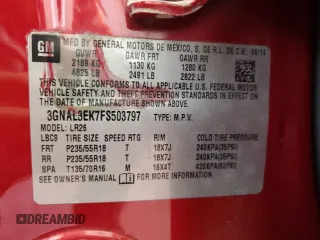 GM
MFD BY GENERAL MOTORS DE MEXICO, S. DE R.L. DE C.V. 09/14
GVWR GAWR FRT GAWR RR
2189 KG 1130 KG 1280 KG
4825 LB 2491 LB 2822 LB
THIS VEHICLE CONFORMS TO ALL APPLICABLE U.S. FEDERAL MOTOR
VEHICLE SAFETY, BUMPER, AND
THEFT PREVENTION STANDARDS IN EFFECT ON THE DATE OF
MANUFACTURE SHOWN ABOVE.
3GNAL3EK7FS503797 TYPE: M.P.V.
MODEL: LR26
LBC9 TIRE SIZE SPEED RTG RIM COLD TIRE PRESSURE
FRT P235/55R18 T 18X7J 240KPA(35PSI)
RR P235/55R18 T 18X7J 240KPA(35PSI)
SPA T135/70R16 M 16X4T 420KPA(60PSI)
SEE OWNER'S MANUAL FOR ADDITIONAL INFORMATION.
DREAMBID